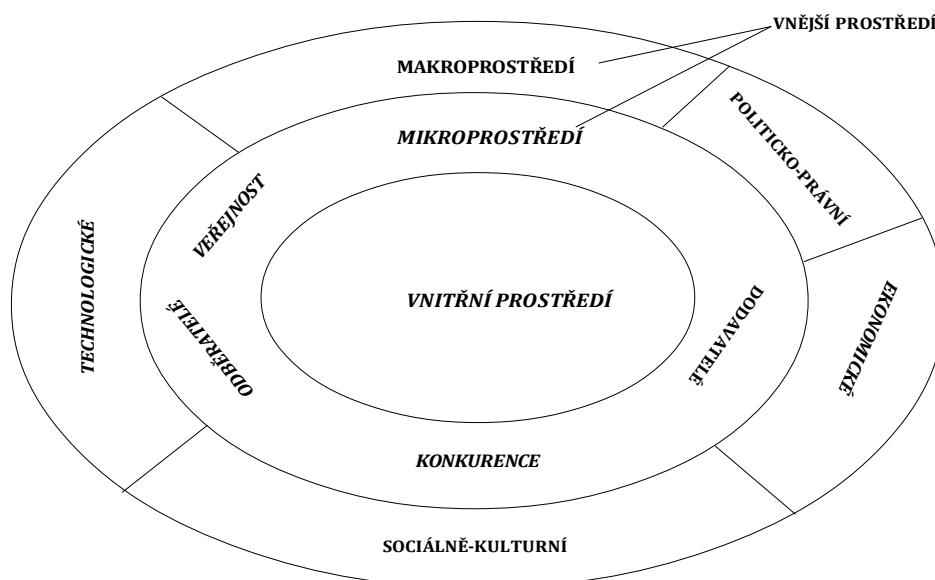 VNĚJŠÍ PROSTŘEDÍ
MAKROPROSTŘEDÍ
MIKROPROSTŘEDÍ
POLITICKO-PRÁVNÍ
VEŘEJNOST
TECHNOLOGICKÉ
VNITŘNÍ PROSTŘEDÍ
ODBĚRATELÉ
DODAVATELÉ
EKONOMICKÉ
KONKURENCE
SOCIÁLNĚ-KULTURNÍ